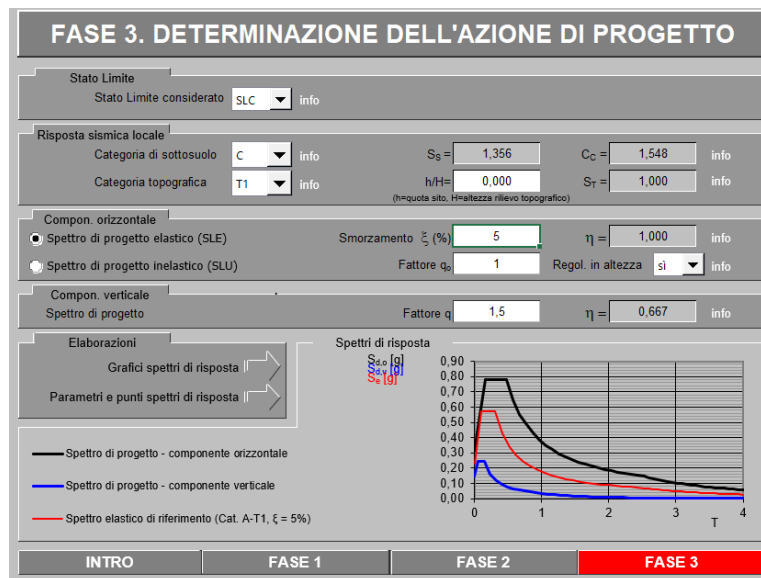 FASE 3. DETERMINAZIONE DELL'AZIONE DI PROGETTO
Stato Limite
Stato Limite considerato SLC info
Risposta sismica locale
Categoria di sottosuolo C info S_S = 1,356 C_C = 1,548 info
Categoria topografica T1 info h/H= 0,000 S_T = 1,000 info
(h=quota sito, H=altezza rilievo topografico)
Compon. orizzontale
Spettro di progetto elastico (SLE) Smorzamento ξ (%) 5 η = 1,000 info
Spettro di progetto inelastico (SLU) Fattore q_o 1 Regol. in altezza sì info
Compon. verticale
Spettro di progetto Fattore q 1,5 η = 0,667 info
Elaborazioni
Grafici spettri di risposta
Parametri e punti spettri di risposta
Spettri di risposta
S_d,o [g]
S_d,v [g]
S_e [g]
0,90
0,80
0,70
0,60
0,50
0,40
0,30
0,20
0,10
0,00
0 1 2 3 4
T
Spettro di progetto - componente orizzontale
Spettro di progetto - componente verticale
Spettro elastico di riferimento (Cat. A-T1, ξ = 5%)
INTRO FASE 1 FASE 2 FASE 3